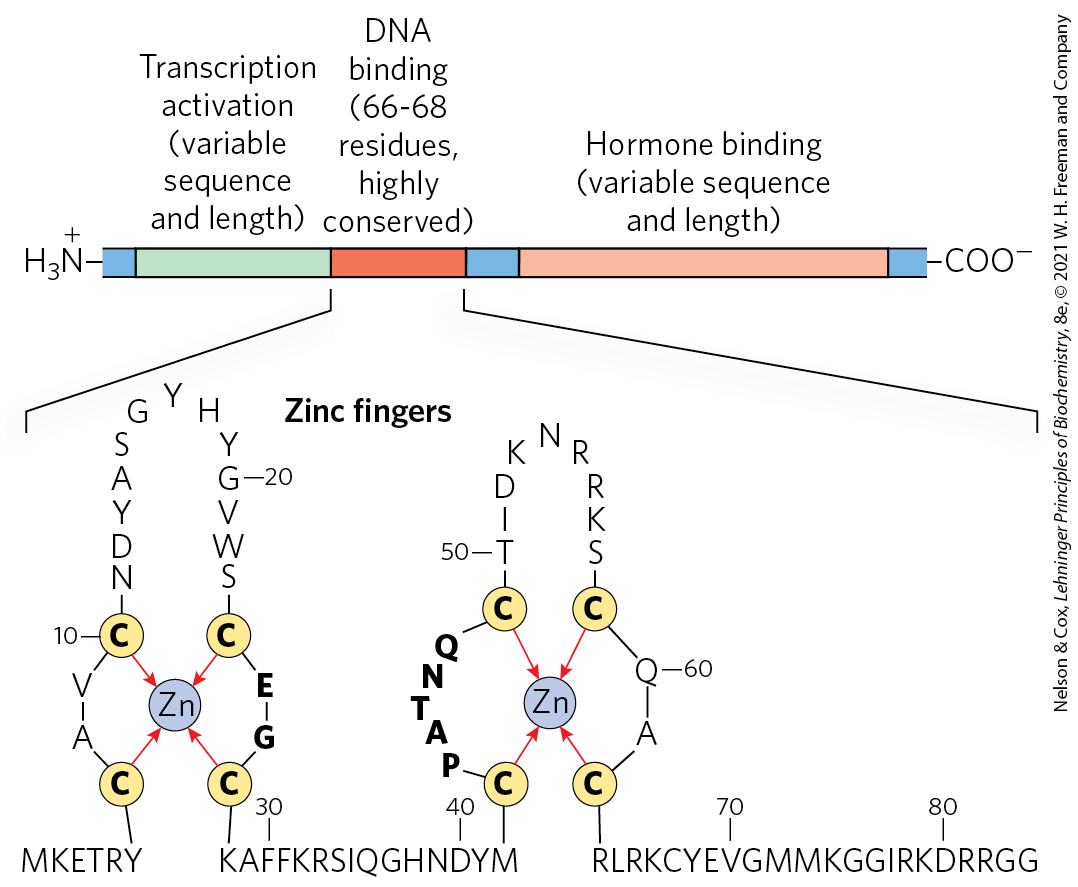 DNA
binding
(66-68
residues,
highly
conserved)
Transcription
activation
(variable
sequence
and length)
Hormone binding
(variable sequence
and length)
H₃N⁺
COO⁻
Zinc fingers
G Y H
S Y
A G—20
Y V
D W
N S
10—C C
V E
A G
Zn
C C
MKETRY
30
40
KAFFKRSIQGHNDYM
K N R
D R
I K
50—T S
C C
Q Q—60
N
T
A A
P
Zn
C C
70
80
RLRKCYEVGMMKGGIRKDRRGG
Nelson & Cox, Lehninger Principles of Biochemistry, 8e, © 2021 W. H. Freeman and Company